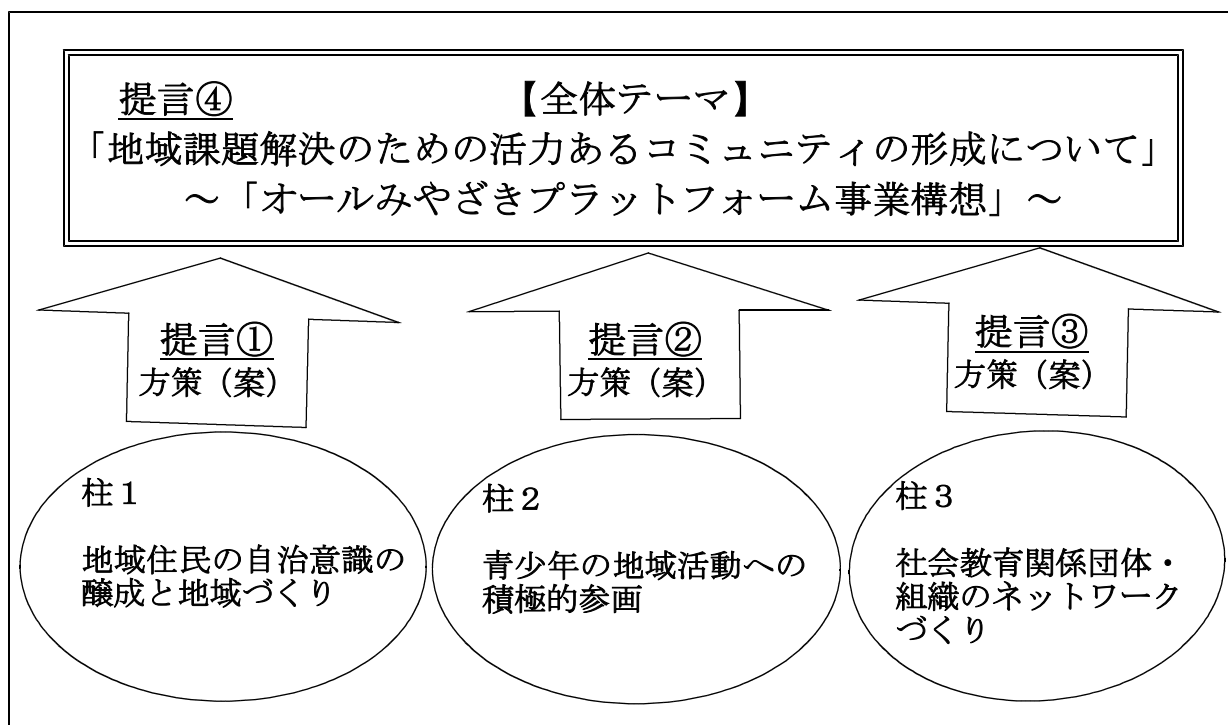 提言④ 【全体テーマ】
「地域課題解決のための活力あるコミュニティの形成について」
～「オールみやざきプラットフォーム事業構想」～
提言①
方策（案）
提言②
方策（案）
提言③
方策（案）
柱１
地域住民の自治意識の
醸成と地域づくり
柱２
青少年の地域活動への
積極的参画
柱３
社会教育関係団体・
組織のネットワーク
づくり